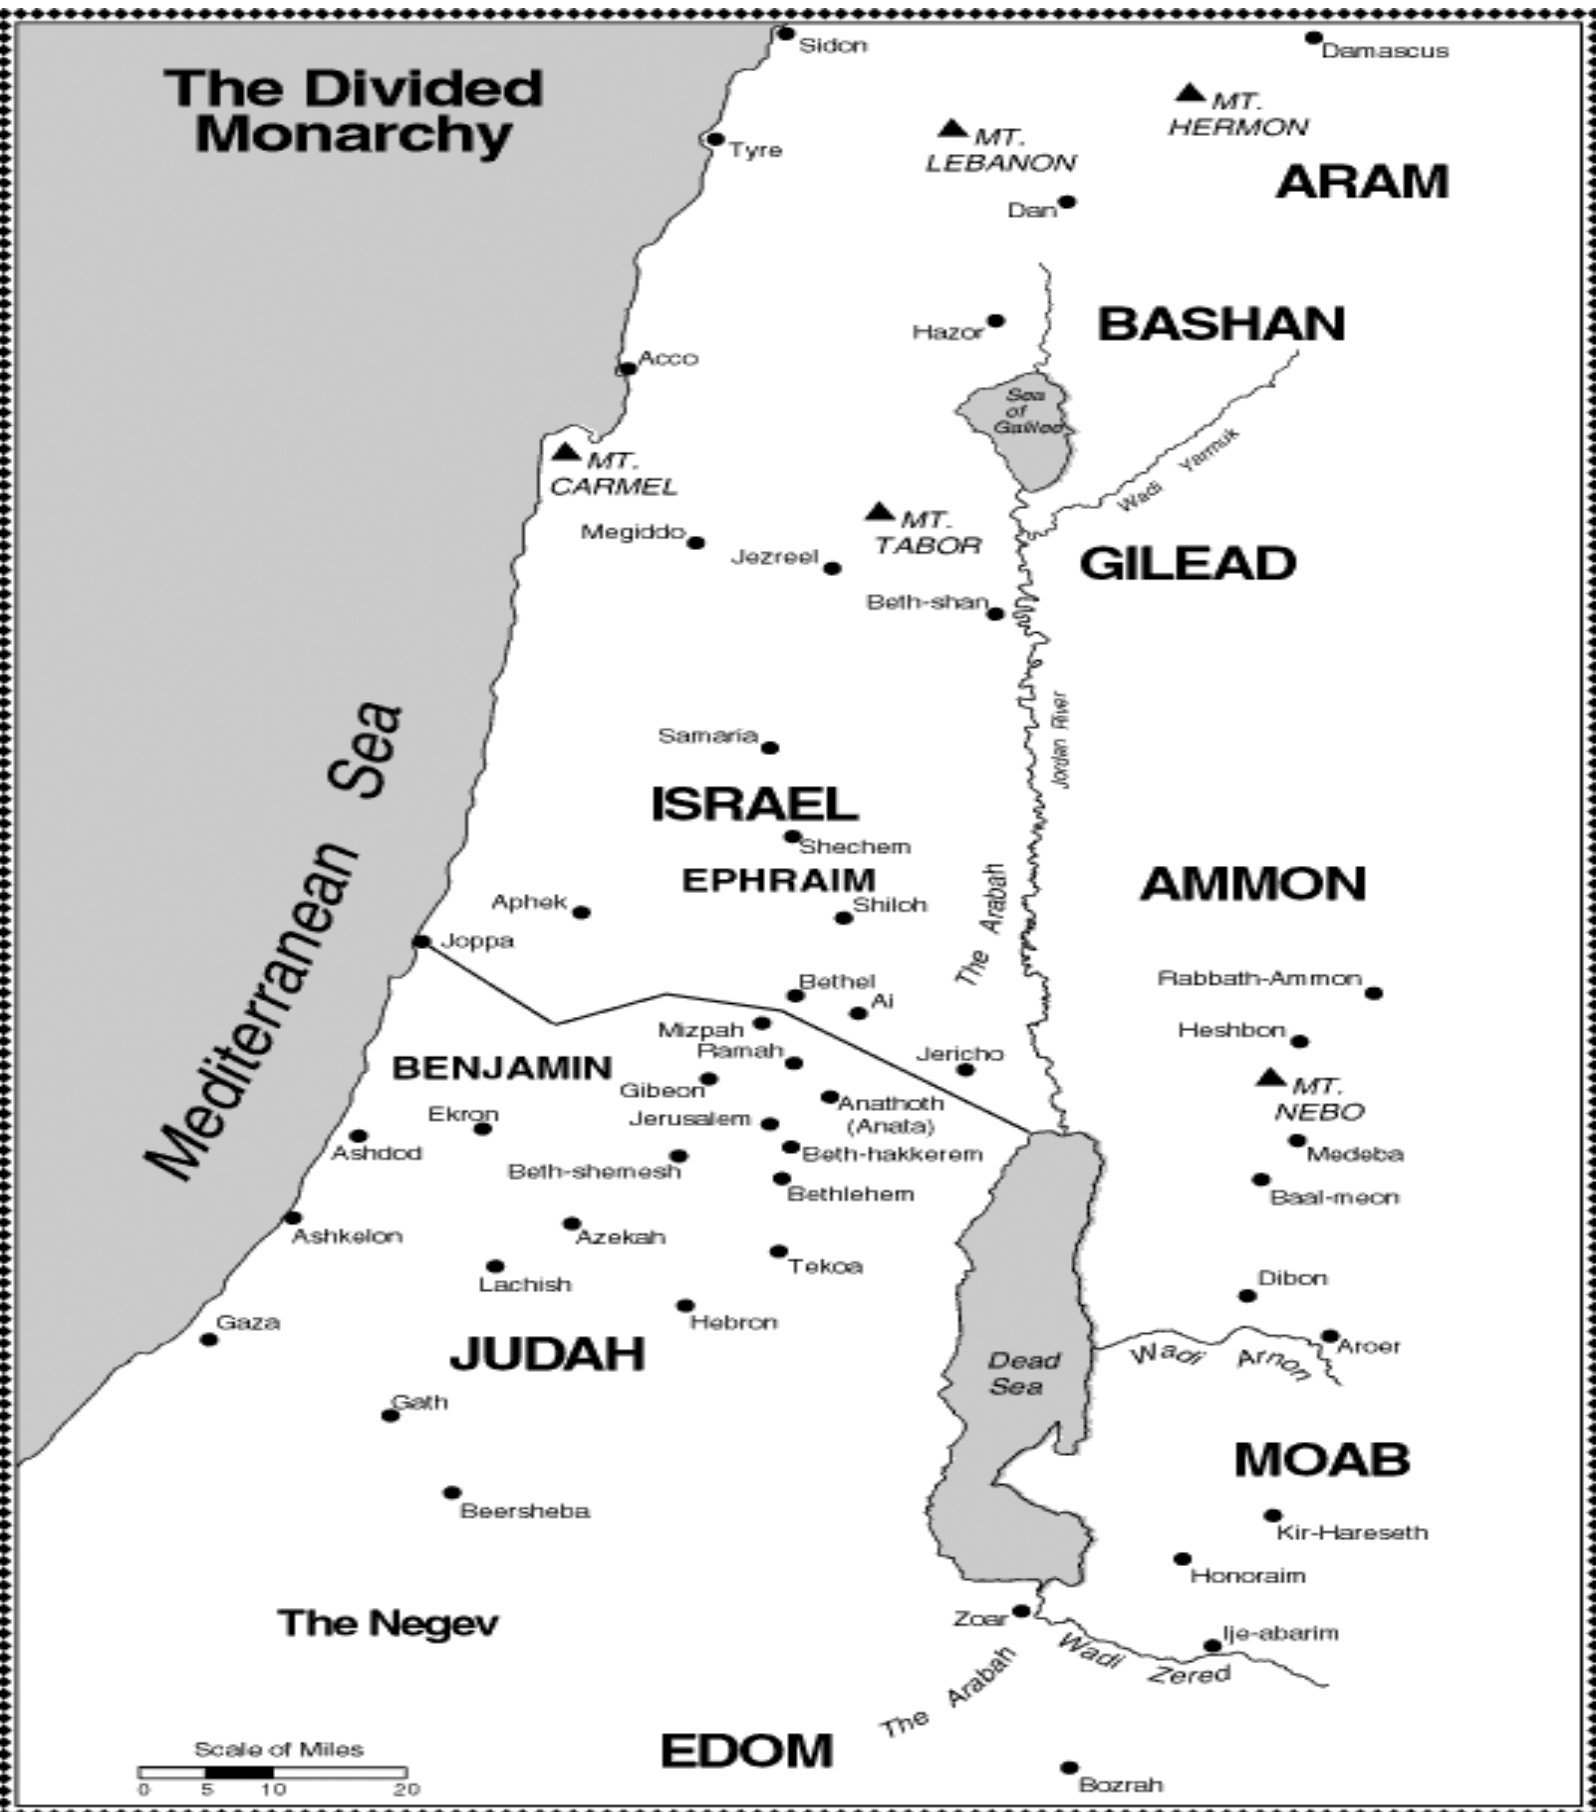 The Divided
Monarchy
Sidon
Damascus
MT.
HERMON
MT.
LEBANON
Tyre
ARAM
Dan
Hazor
BASHAN
Acco
Sea
of
Galilee
Wadi Yarmuk
MT.
CARMEL
MT.
TABOR
Megiddo
Jezreel
GILEAD
Beth-shan
Jordan River
Mediterranean Sea
Samaria
ISRAEL
Shechem
EPHRAIM
AMMON
Aphek
Shiloh
The Arabah
Joppa
Bethel
Ai
Rabbath-Ammon
Mizpah
Heshbon
Ramah
Jericho
BENJAMIN
Gibeon
MT.
NEBO
Anathoth
(Anata)
Ekron
Jerusalem
Ashdod
Beth-hakkerem
Medeba
Beth-shemesh
Bethlehem
Baal-meon
Ashkelon
Azekah
Tekoa
Lachish
Dibon
Hebron
Gaza
JUDAH
Aroer
Wadi Arnon
Dead
Sea
Gath
MOAB
Beersheba
Kir-Hareseth
Honoraim
The Negev
Zoar
Ije-abarim
Wadi Zered
The Arabah
EDOM
Scale of Miles
0 5 10 20
Bozrah